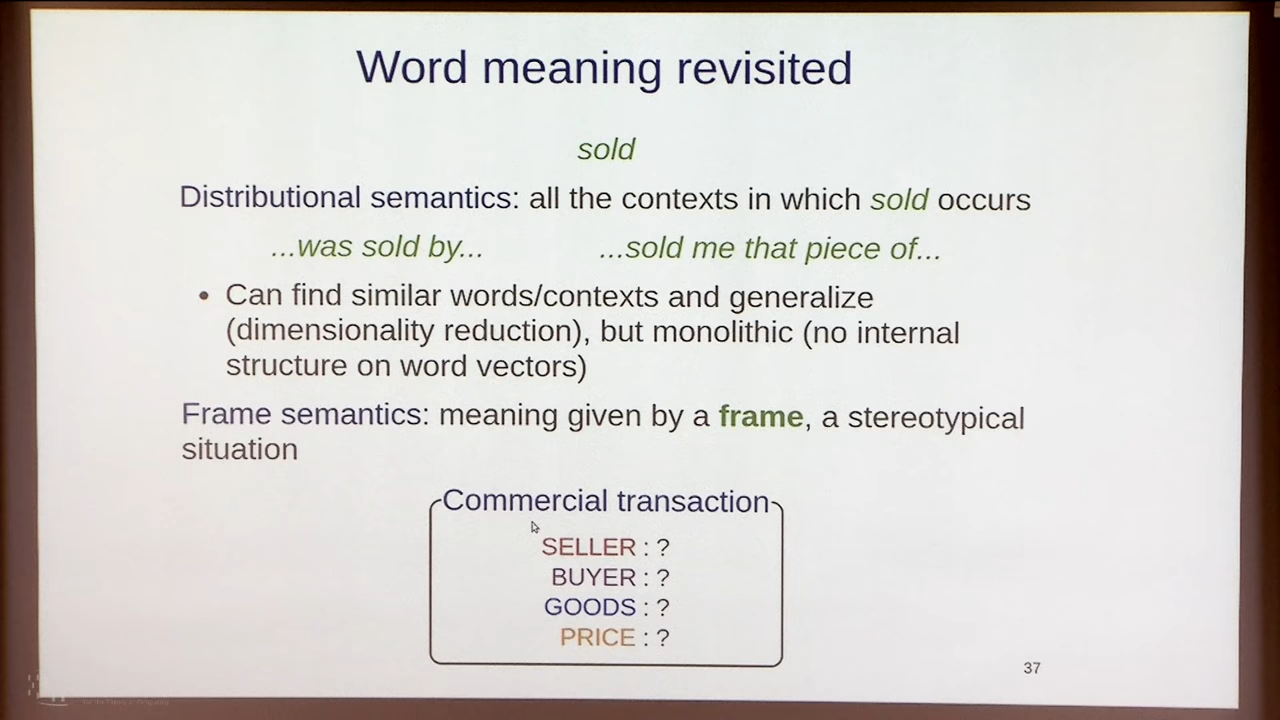 Word meaning revisited
sold
Distributional semantics: all the contexts in which sold occurs
...was sold by... ...sold me that piece of...
• Can find similar words/contexts and generalize
(dimensionality reduction), but monolithic (no internal
structure on word vectors)
Frame semantics: meaning given by a frame, a stereotypical
situation
Commercial transaction
SELLER : ?
BUYER : ?
GOODS : ?
PRICE : ?
37